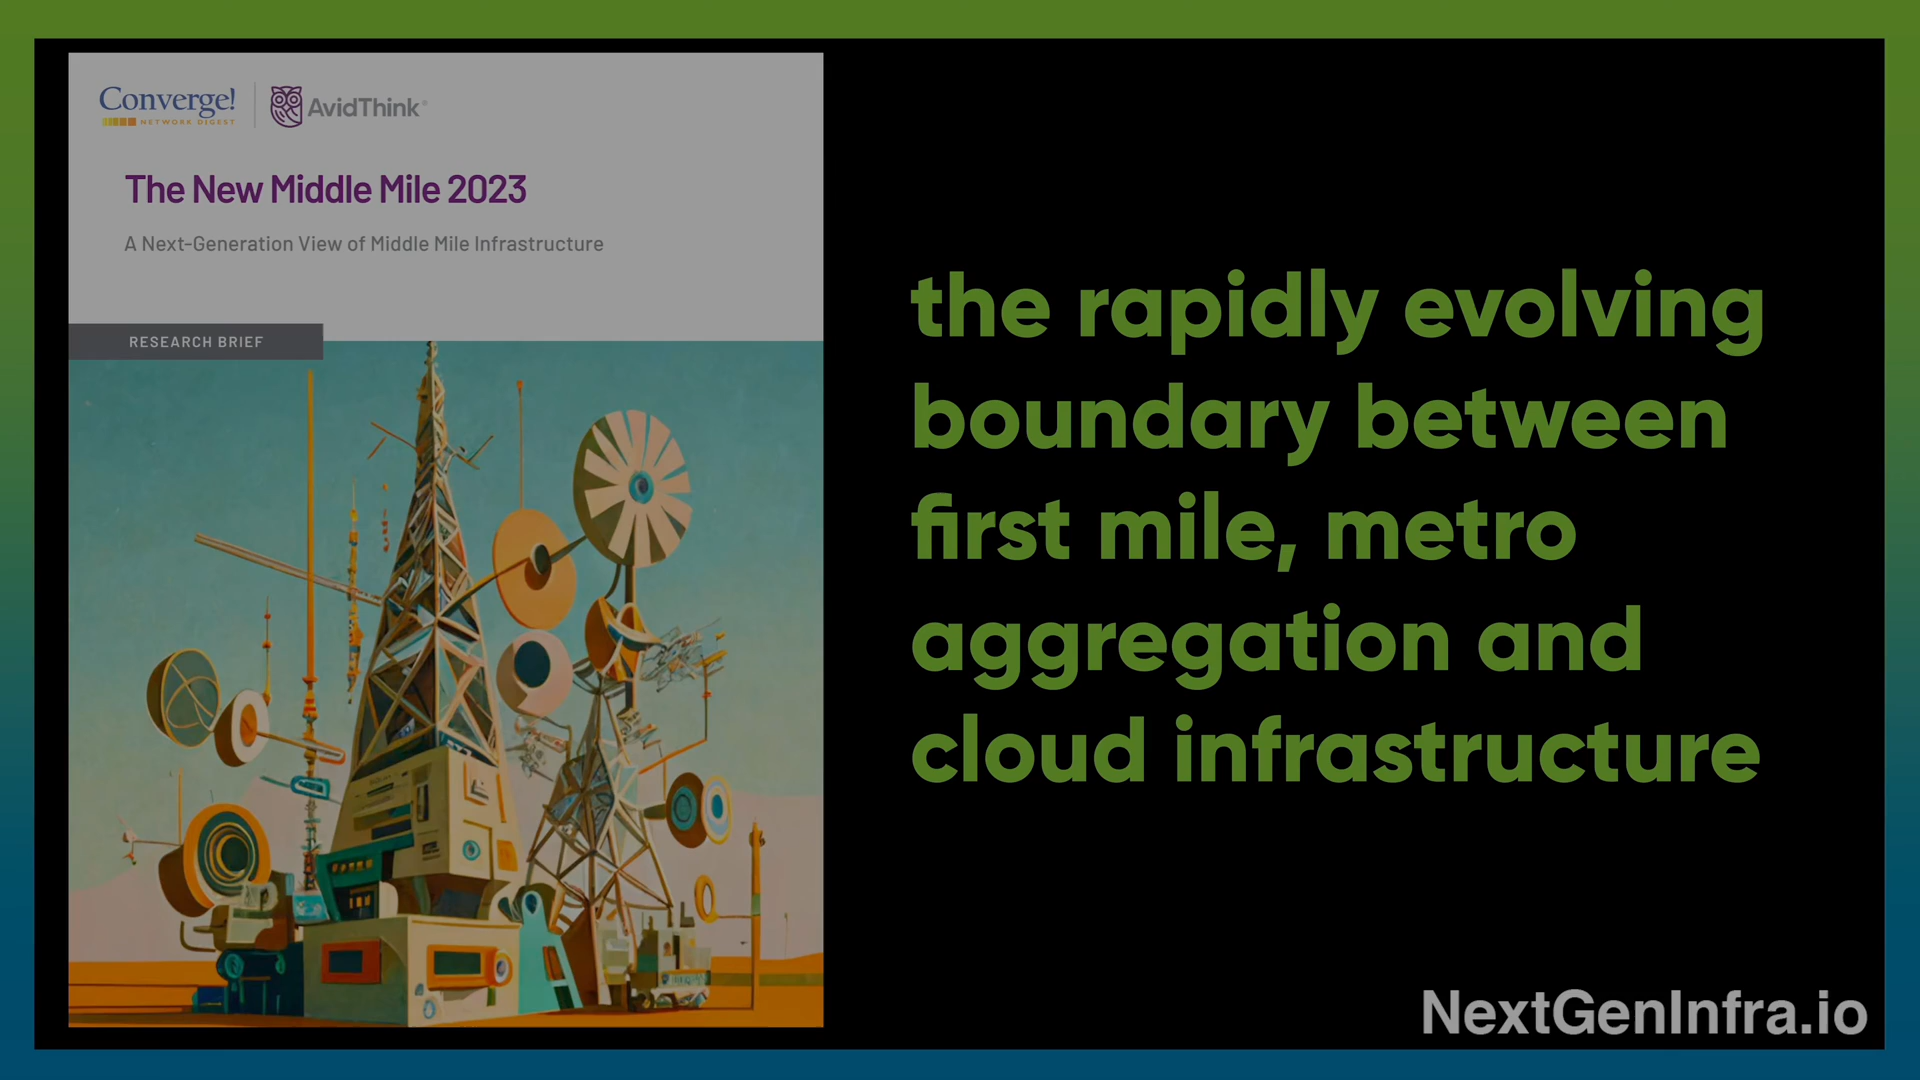 Converge!
NETWORK DIGEST
AvidThink
The New Middle Mile 2023
A Next-Generation View of Middle Mile Infrastructure
RESEARCH BRIEF
the rapidly evolving
boundary between
first mile, metro
aggregation and
cloud infrastructure
NextGenInfra.io